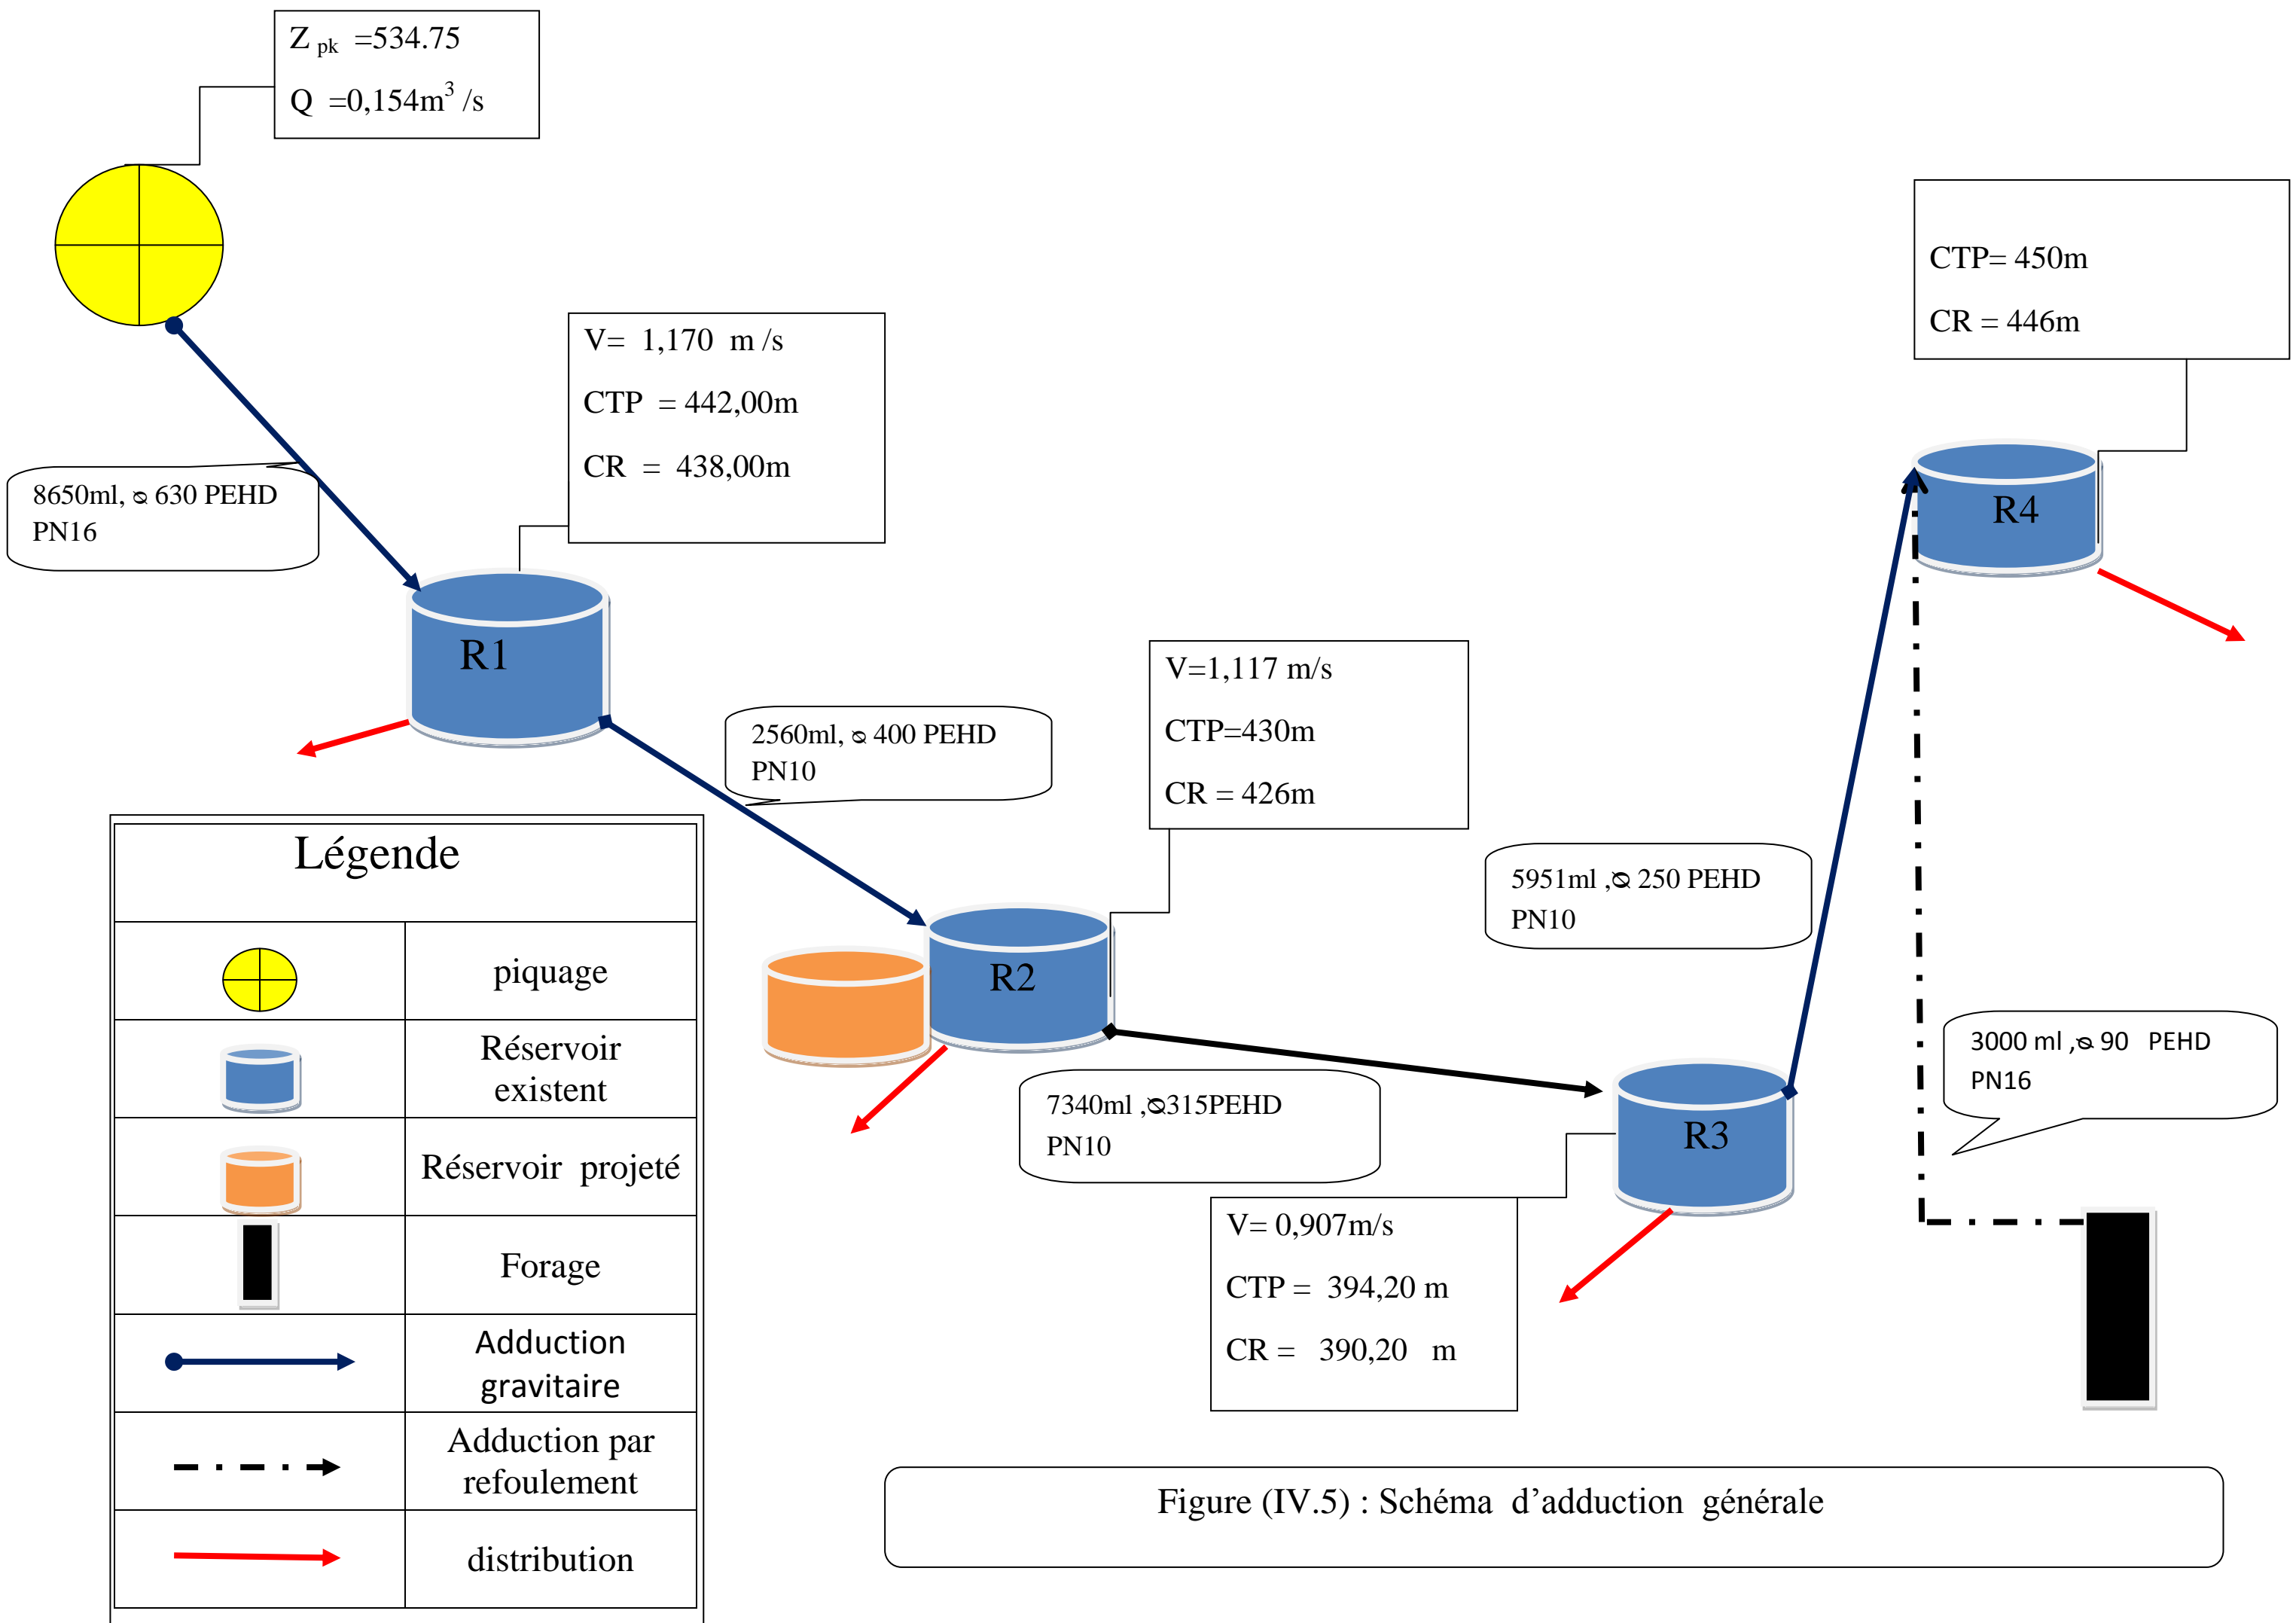 Z pk =534.75
Q =0,154m³ /s
CTP= 450m
CR = 446m
V= 1,170 m /s
CTP = 442,00m
CR = 438,00m
8650ml, ⦰ 630 PEHD
PN16
R4
R1
V=1,117 m/s
CTP=430m
CR = 426m
2560ml, ⦰ 400 PEHD
PN10
5951ml ,⦰ 250 PEHD
PN10
R2
3000 ml ,⦰ 90 PEHD
PN16
7340ml ,⦰315PEHD
PN10
R3
V= 0,907m/s
CTP = 394,20 m
CR = 390,20 m
Légende
piquage
Réservoir
existent
Réservoir projeté
Forage
Adduction
gravitaire
Adduction par
refoulement
distribution
Figure (IV.5) : Schéma d’adduction générale